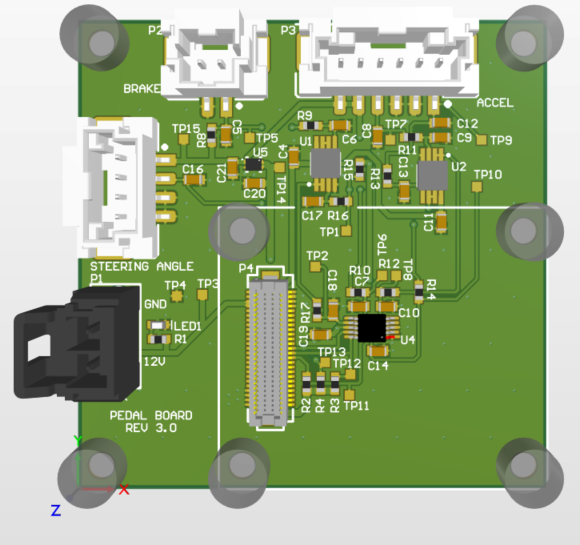 P2
P3
BRAKE
ACCEL
TP15
R8
C5
TP5
R9
C6
C8
TP7
C12
C9
TP9
U1
R11
U5
C4
C21
C16
C20
TP14
R15
R13
C13
U2
TP10
C17
R16
TP1
C11
STEERING ANGLE
P1
TP4
TP3
GND
LED1
R1
12V
P4
TP2
C18
R17
C19
R10
C7
TP6
R12
TP8
R14
C10
U4
C14
TP13
TP12
TP11
R2
R4
R3
PEDAL BOARD
REV 3.0
Y
X
Z